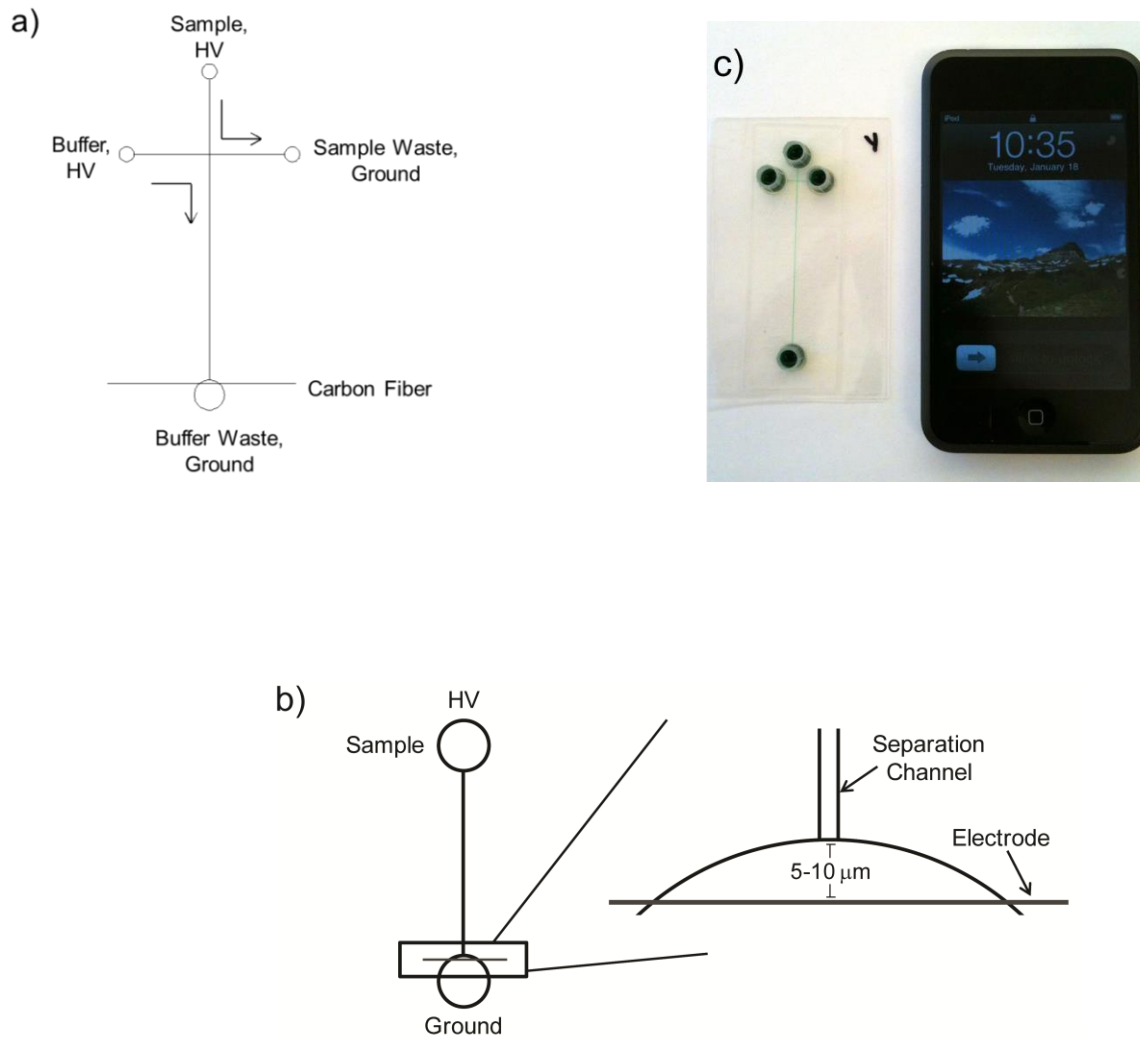 a)
Sample,
HV
Buffer,
HV
Sample Waste,
Ground
Carbon Fiber
Buffer Waste,
Ground
c)
Y
iPod
10:35
Tuesday, January 18
b)
HV
Sample
Ground
Separation
Channel
Electrode
5-10 μm